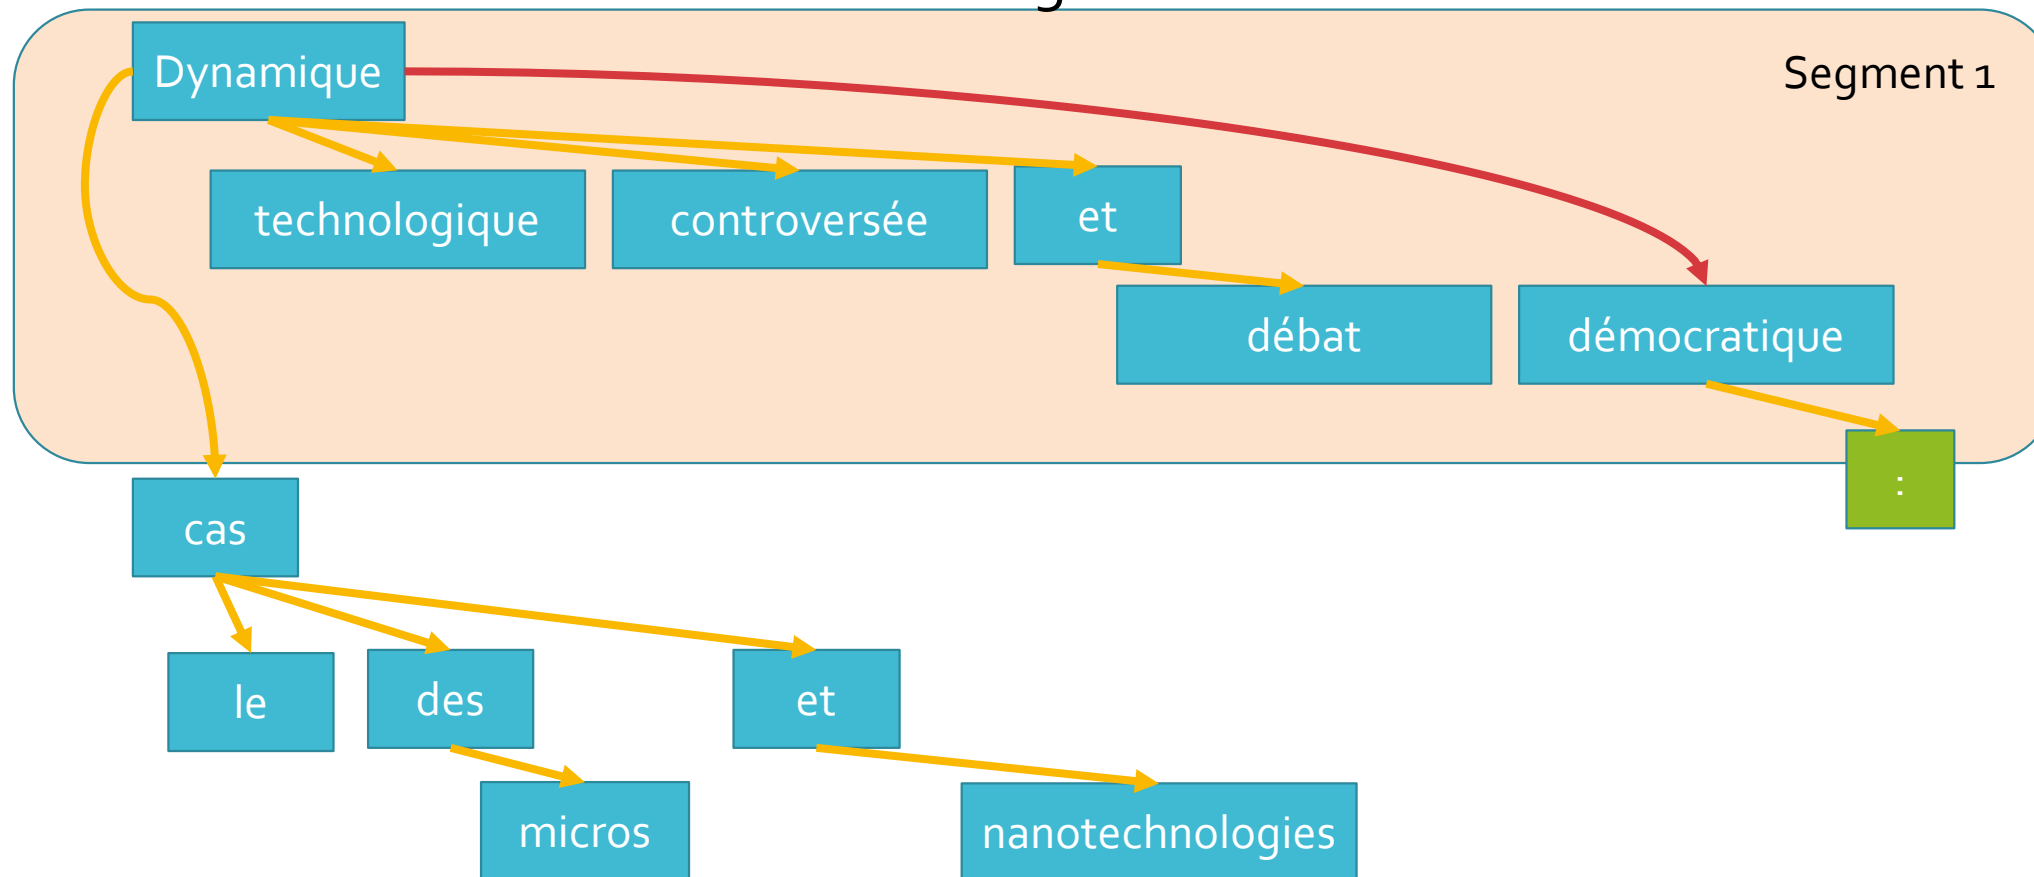 Dynamique
Segment 1
technologique controversée et
débat démocratique
:
cas
le des et
micros nanotechnologies